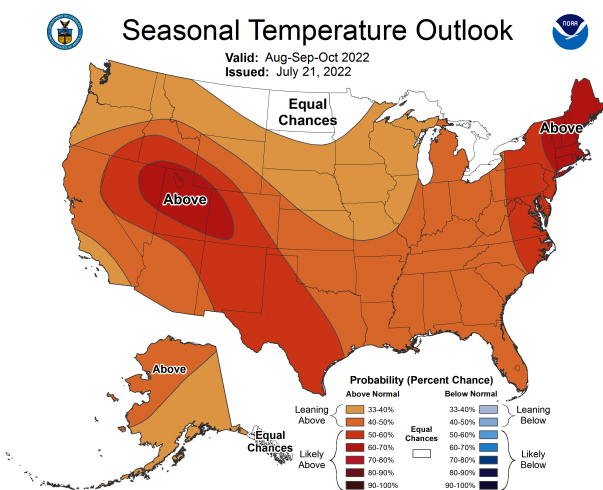 Seasonal Temperature Outlook
NOAA
Valid: Aug-Sep-Oct 2022
Issued: July 21, 2022
Equal
Chances
Above
Above
Above
Equal
Chances
Probability (Percent Chance)
Above Normal
Below Normal
Leaning
Above
33-40%
40-50%
Likely
Above
50-60%
60-70%
70-80%
80-90%
90-100%
Equal
Chances
33-40%
40-50%
Leaning
Below
50-60%
60-70%
70-80%
80-90%
90-100%
Likely
Below